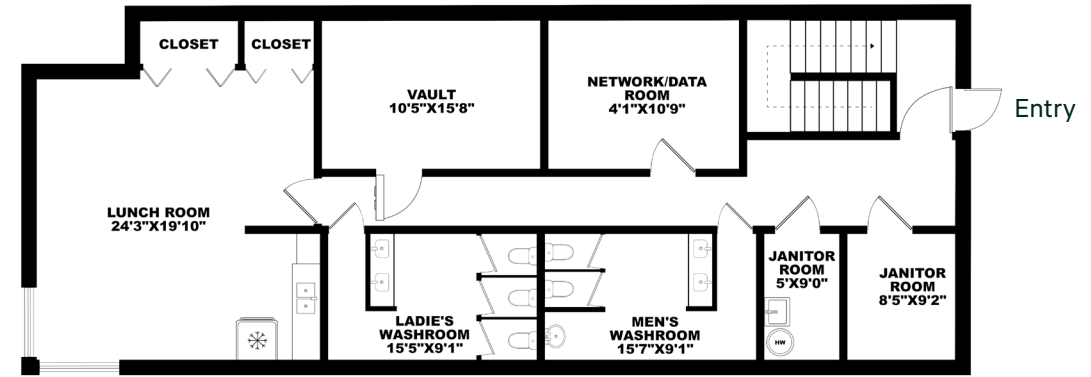 CLOSET
CLOSET
VAULT
10'5"X15'8"
NETWORK/DATA
ROOM
4'1"X10'9"
Entry
LUNCH ROOM
24'3"X19'10"
LADIE'S
WASHROOM
15'5"X9'1"
MEN'S
WASHROOM
15'7"X9'1"
JANITOR
ROOM
5'X9'0"
HW
JANITOR
ROOM
8'5"X9'2"